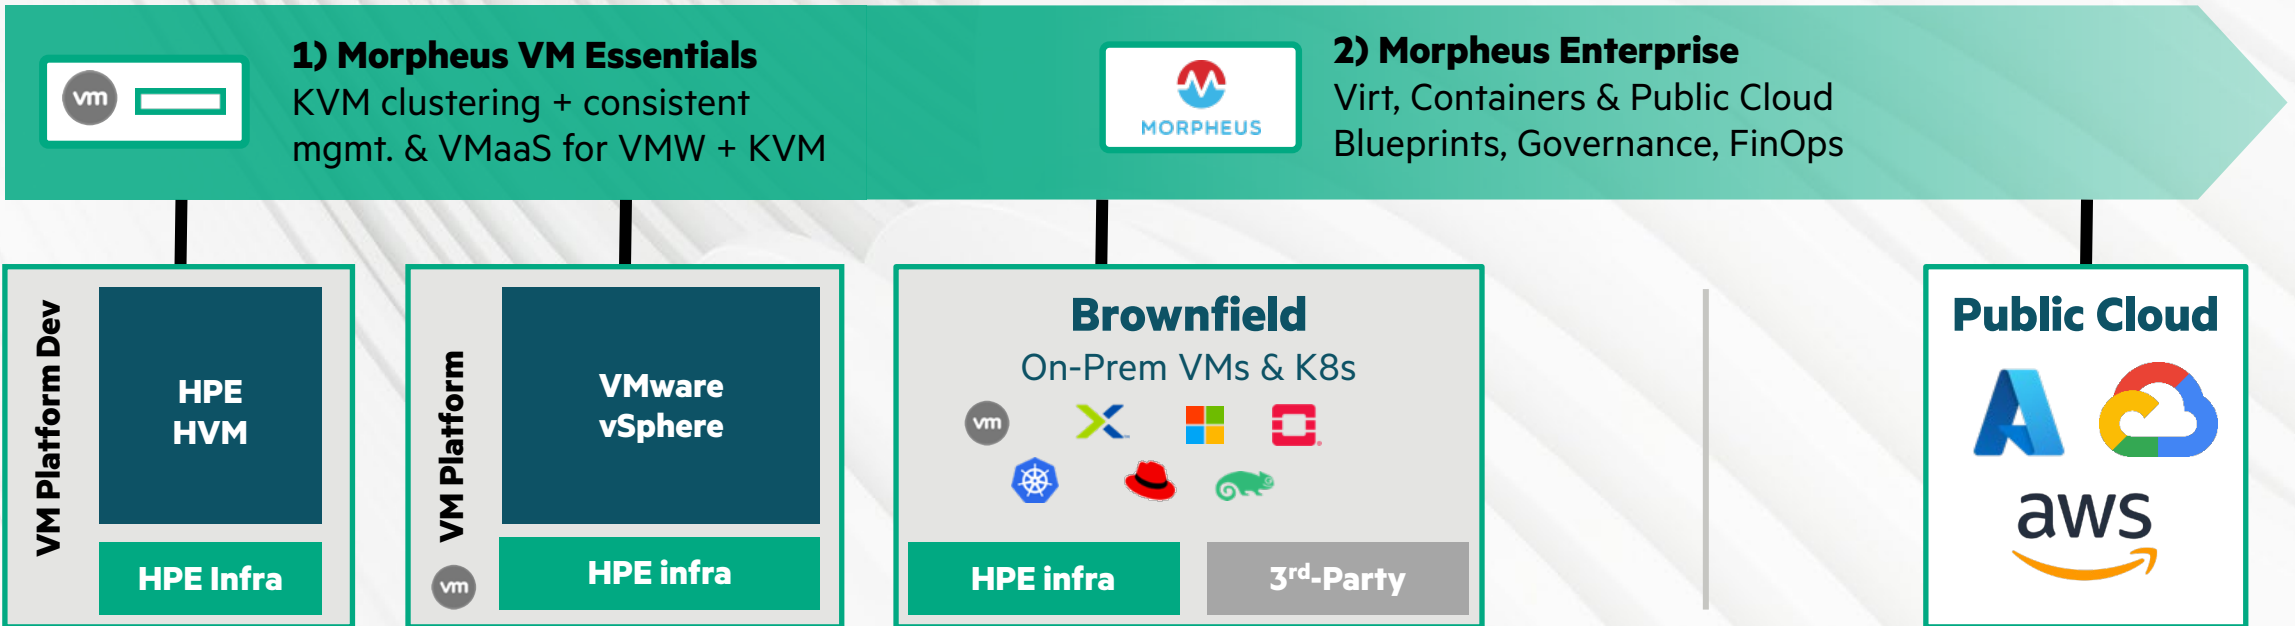 vm
1) Morpheus VM Essentials
KVM clustering + consistent
mgmt. & VMaaS for VMW + KVM
MORPHEUS
2) Morpheus Enterprise
Virt, Containers & Public Cloud
Blueprints, Governance, FinOps
VM Platform Dev
HPE
HVM
HPE Infra
VM Platform
vm
VMware
vSphere
HPE infra
Brownfield
On-Prem VMs & K8s
vm
HPE infra
3rd-Party
Public Cloud
aws